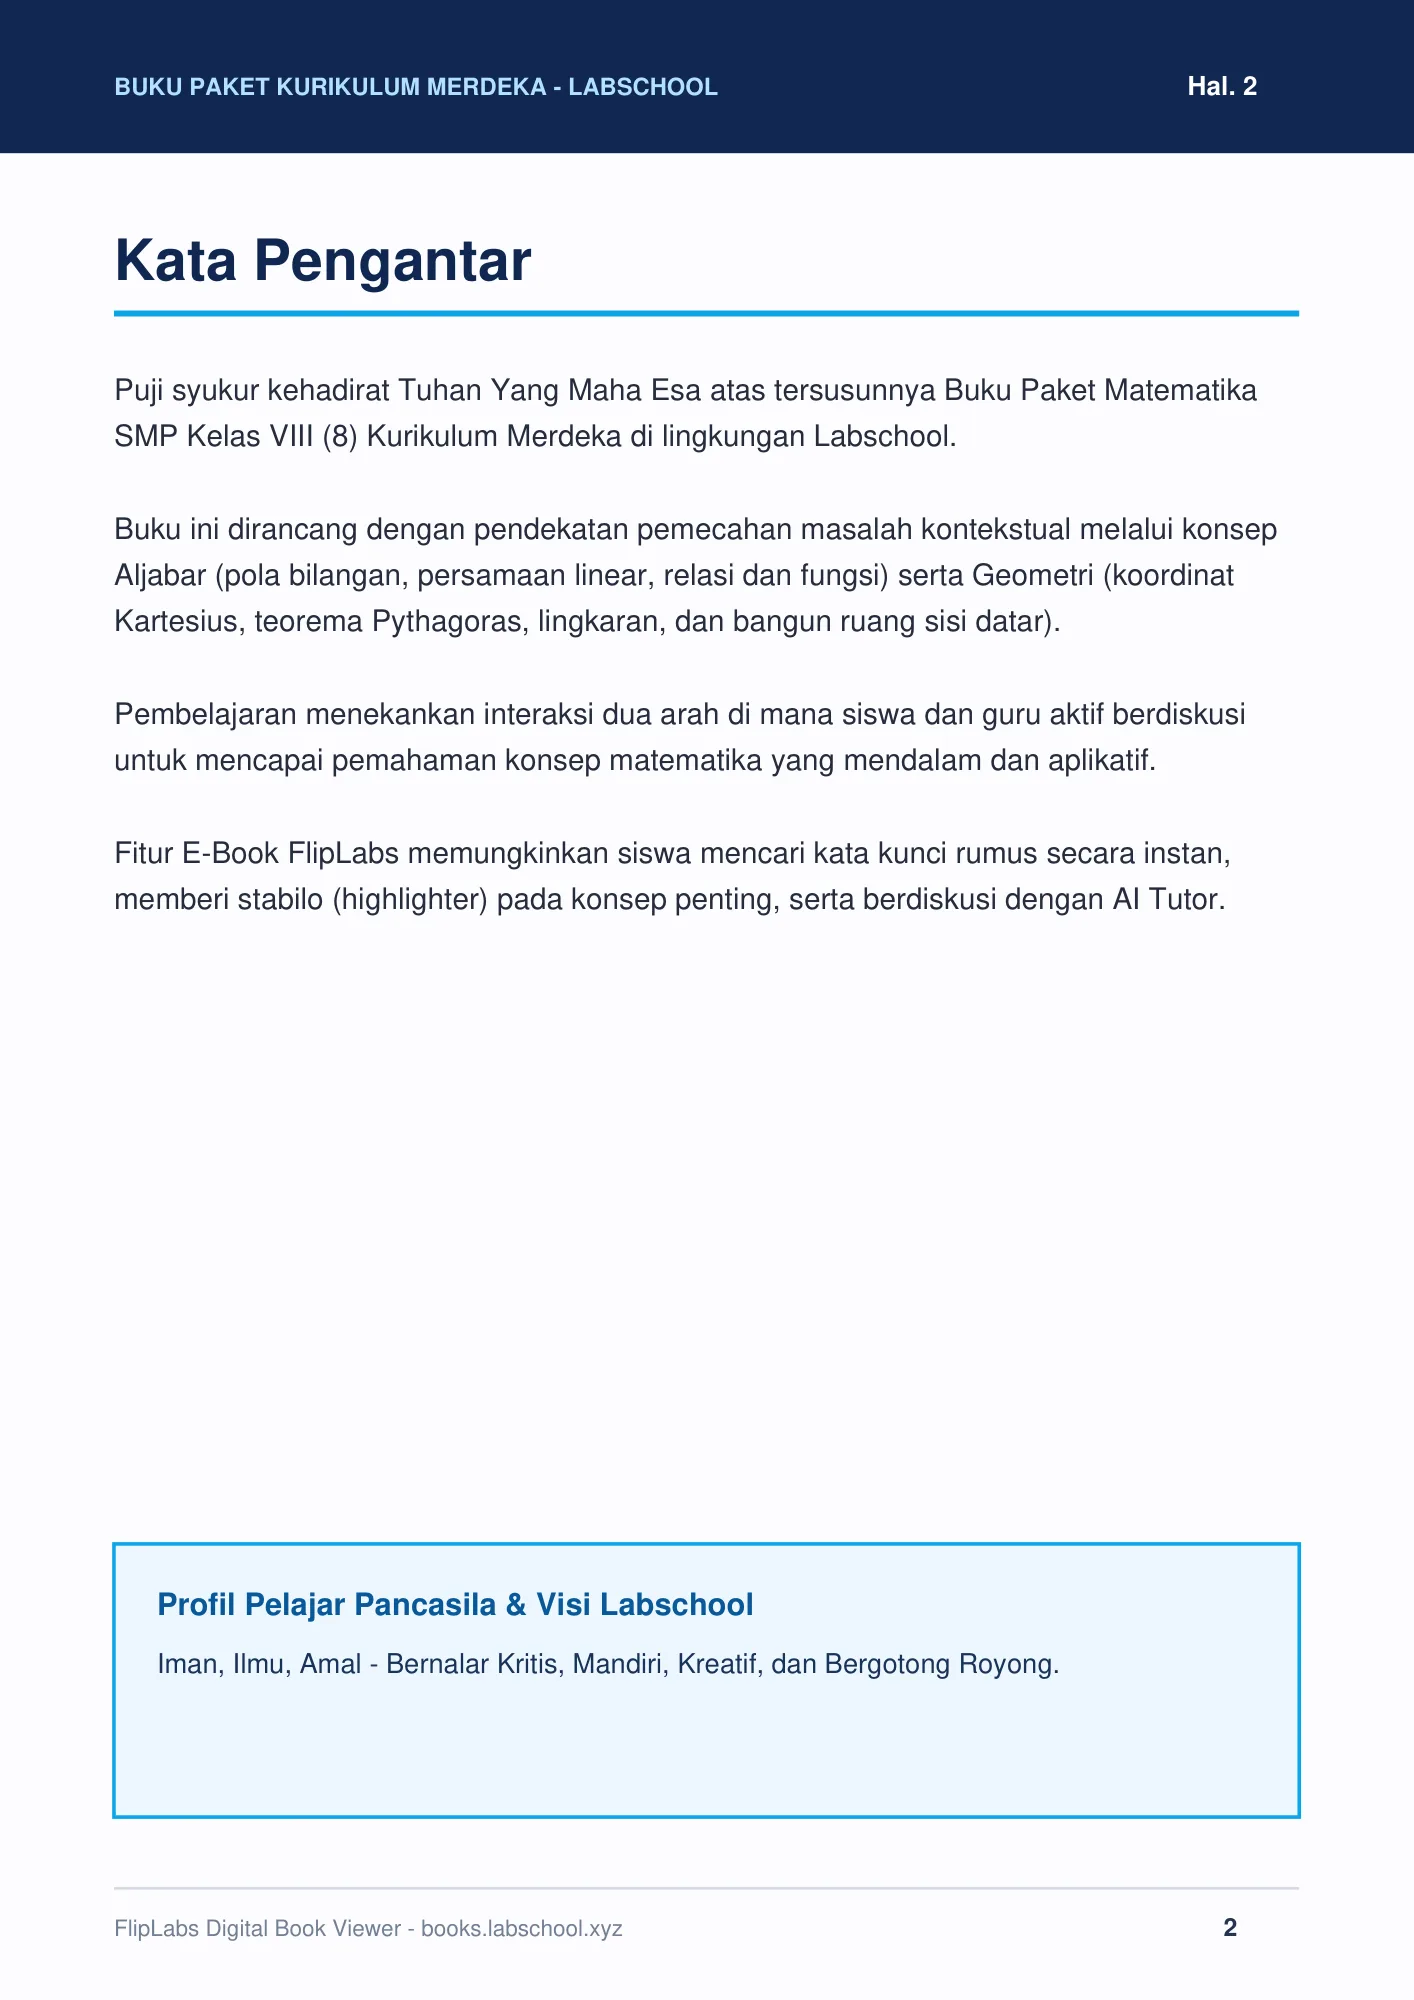 BUKU PAKET KURIKULUM MERDEKA - LABSCHOOL
Hal. 2
Kata Pengantar
Puji syukur kehadirat Tuhan Yang Maha Esa atas tersusunnya Buku Paket Matematika
SMP Kelas VIII (8) Kurikulum Merdeka di lingkungan Labschool.
Buku ini dirancang dengan pendekatan pemecahan masalah kontekstual melalui konsep
Aljabar (pola bilangan, persamaan linear, relasi dan fungsi) serta Geometri (koordinat
Kartesius, teorema Pythagoras, lingkaran, dan bangun ruang sisi datar).
Pembelajaran menekankan interaksi dua arah di mana siswa dan guru aktif berdiskusi
untuk mencapai pemahaman konsep matematika yang mendalam dan aplikatif.
Fitur E-Book FlipLabs memungkinkan siswa mencari kata kunci rumus secara instan,
memberi stabilo (highlighter) pada konsep penting, serta berdiskusi dengan AI Tutor.
Profil Pelajar Pancasila & Visi Labschool
Iman, Ilmu, Amal - Bernalar Kritis, Mandiri, Kreatif, dan Bergotong Royong.
FlipLabs Digital Book Viewer - books.labschool.xyz
2